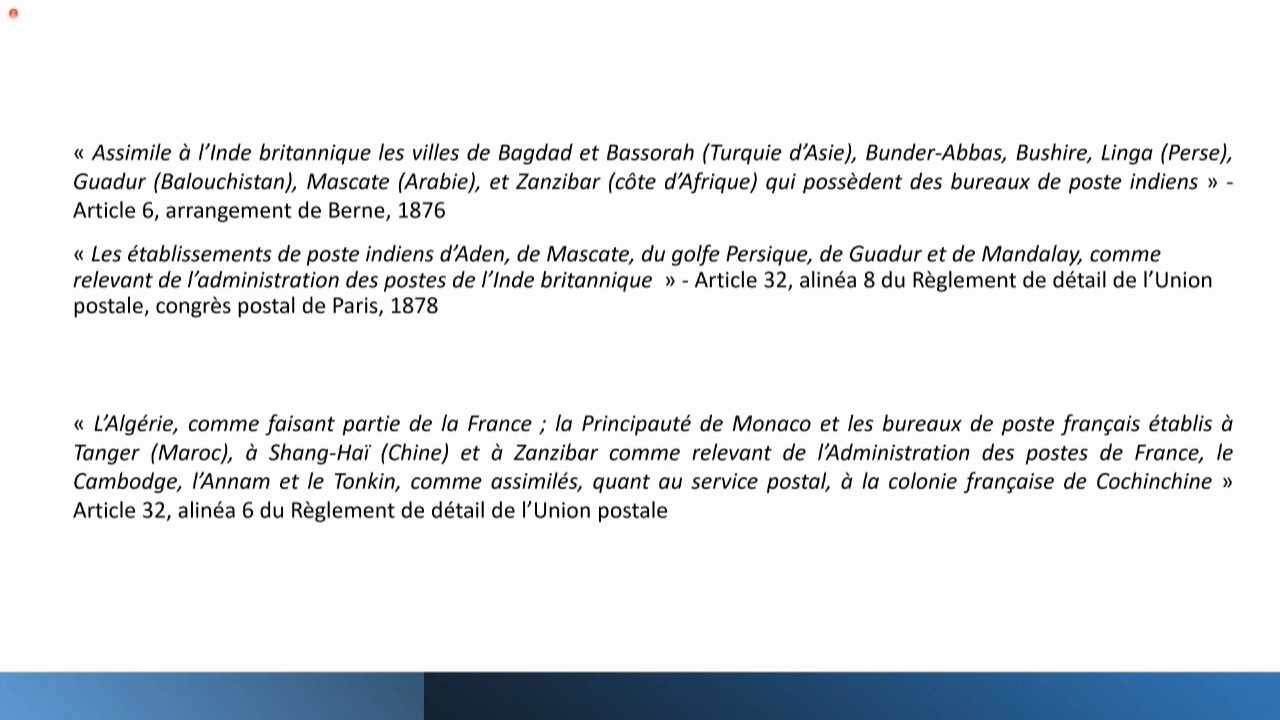 « Assimile à l’Inde britannique les villes de Bagdad et Bassorah (Turquie d’Asie), Bunder-Abbas, Bushire, Linga (Perse),
Guadur (Balouchistan), Mascate (Arabie), et Zanzibar (côte d’Afrique) qui possèdent des bureaux de poste indiens » -
Article 6, arrangement de Berne, 1876
« Les établissements de poste indiens d’Aden, de Mascate, du golfe Persique, de Guadur et de Mandalay, comme
relevant de l’administration des postes de l’Inde britannique » - Article 32, alinéa 8 du Règlement de détail de l’Union
postale, congrès postal de Paris, 1878
« L’Algérie, comme faisant partie de la France ; la Principauté de Monaco et les bureaux de poste français établis à
Tanger (Maroc), à Shang-Haï (Chine) et à Zanzibar comme relevant de l’Administration des postes de France, le
Cambodge, l’Annam et le Tonkin, comme assimilés, quant au service postal, à la colonie française de Cochinchine »
Article 32, alinéa 6 du Règlement de détail de l’Union postale